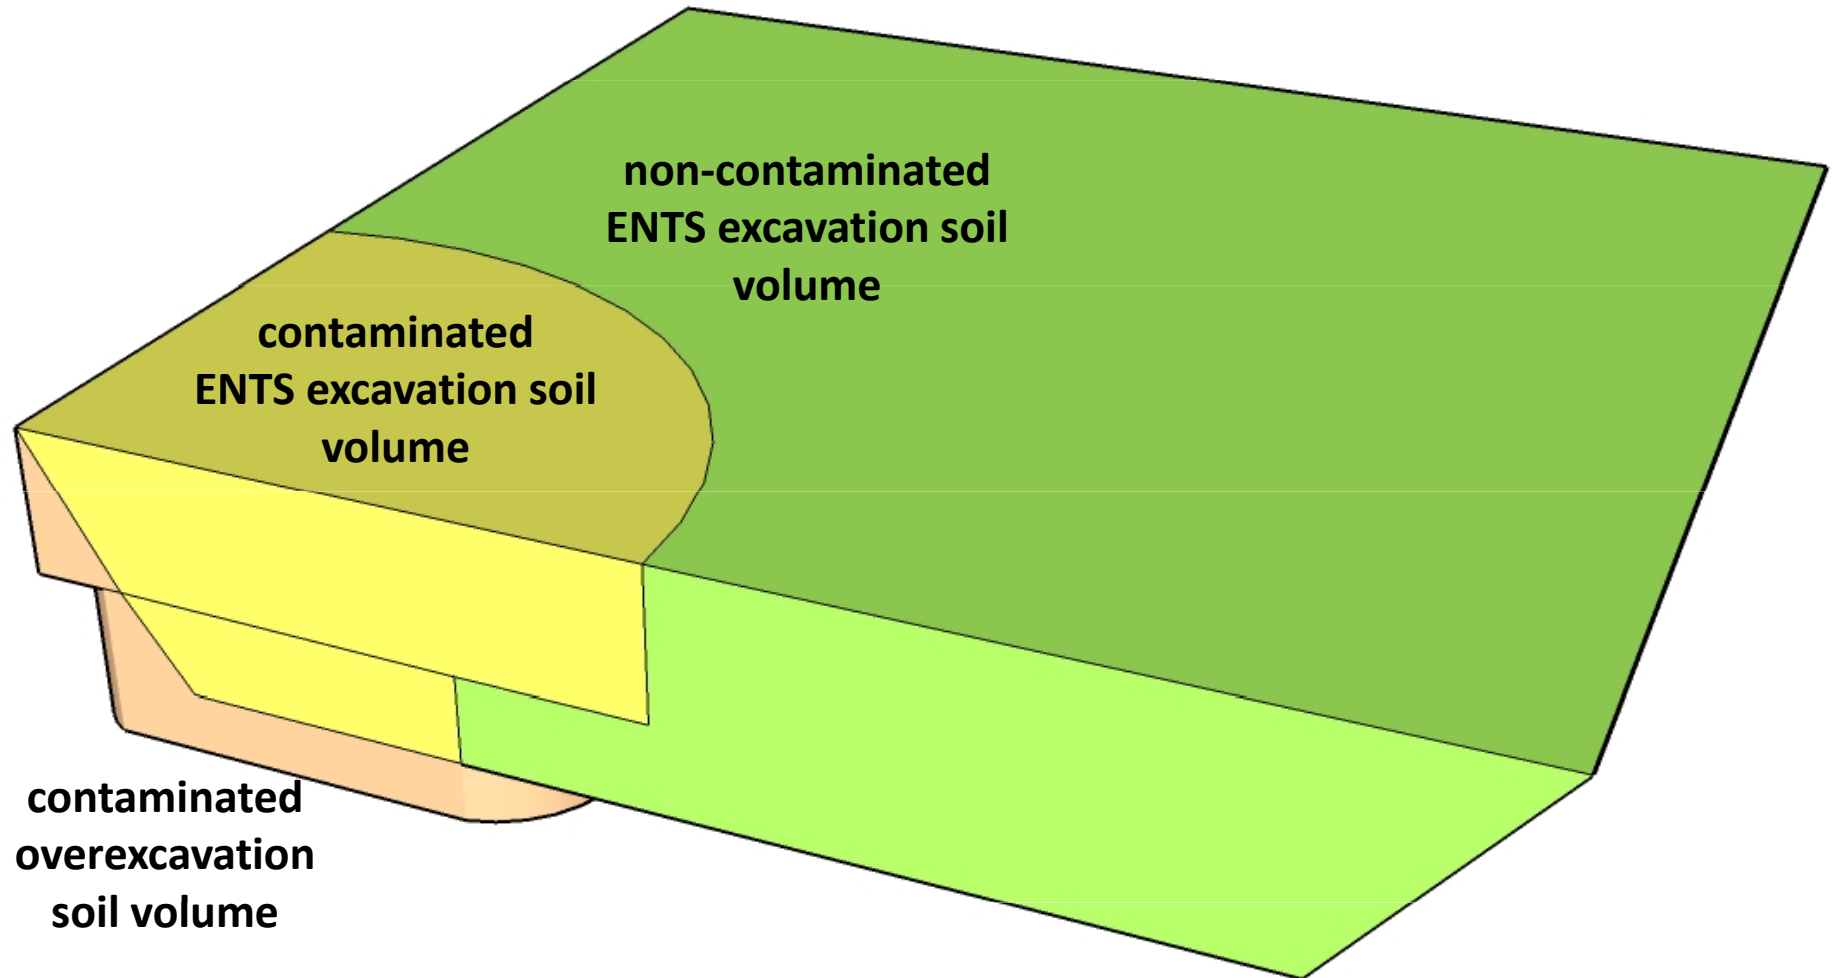 non-contaminated
ENTS excavation soil
volume
contaminated
ENTS excavation soil
volume
contaminated
overexcavation
soil volume